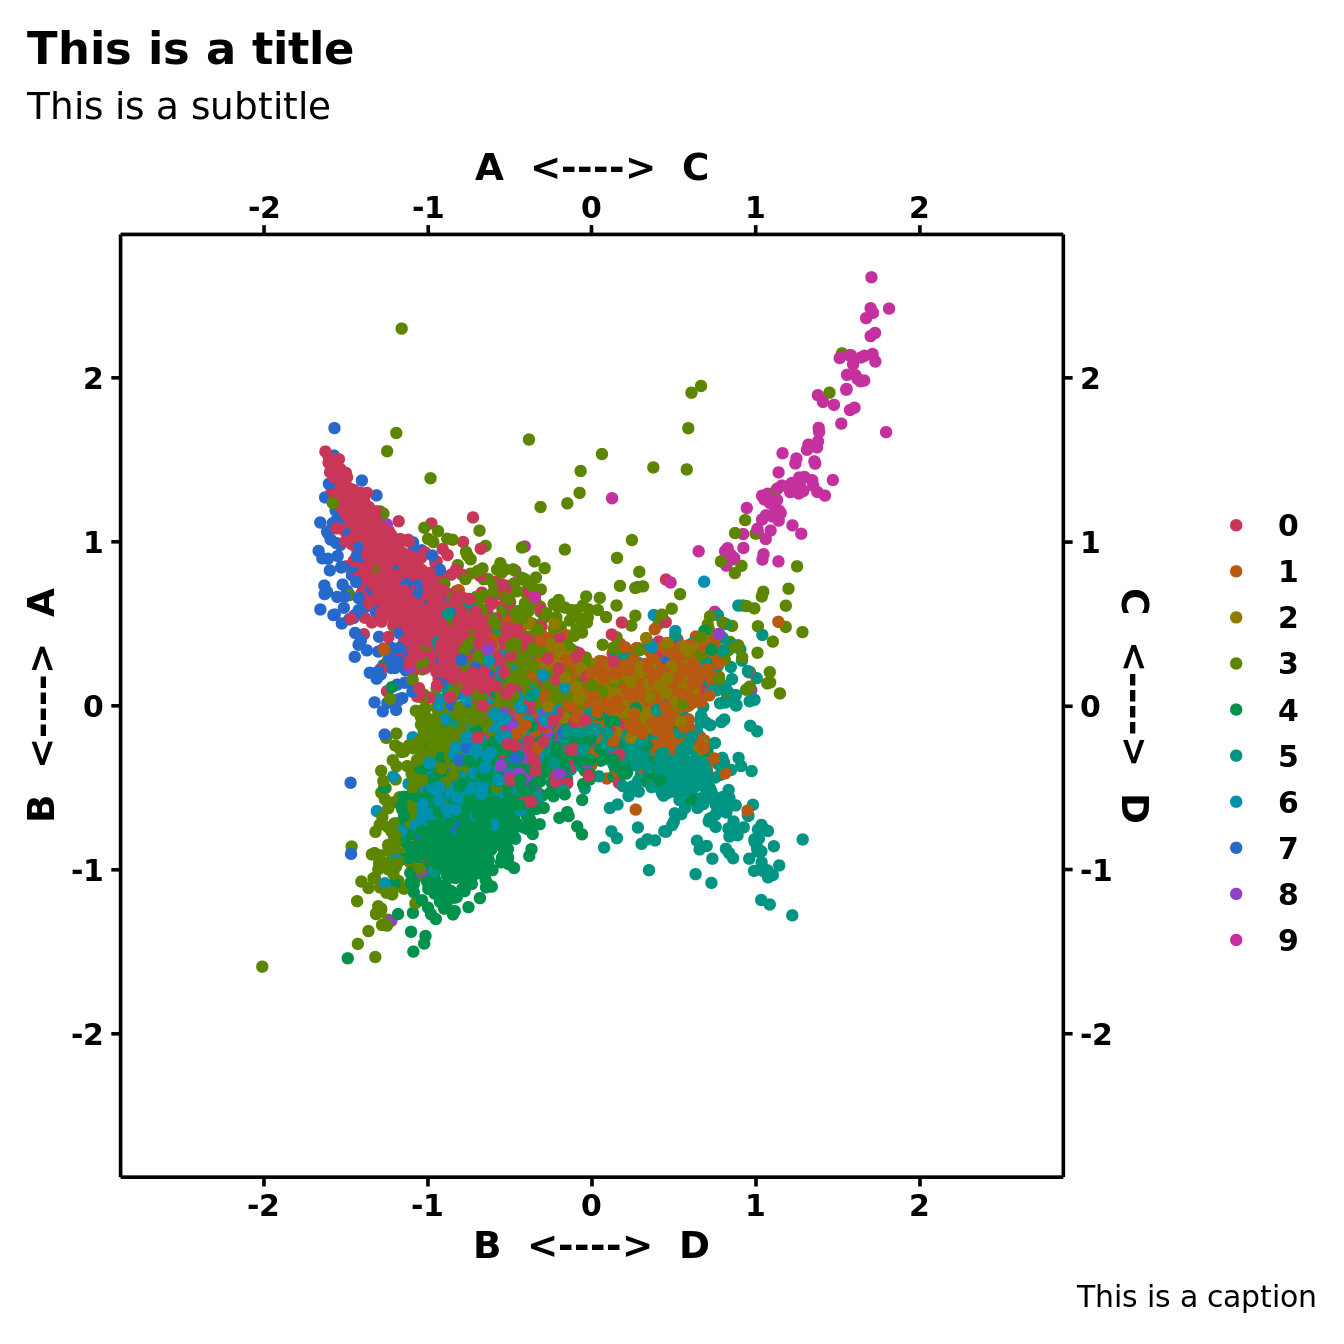 This is a title
This is a subtitle
A <----> C
-2 -1 0 1 2
2
1
0
-1
-2
B <----> A
2
1
0
-1
-2
C <----> D
0
1
2
3
4
5
6
7
8
9
-2 -1 0 1 2
B <----> D
This is a caption